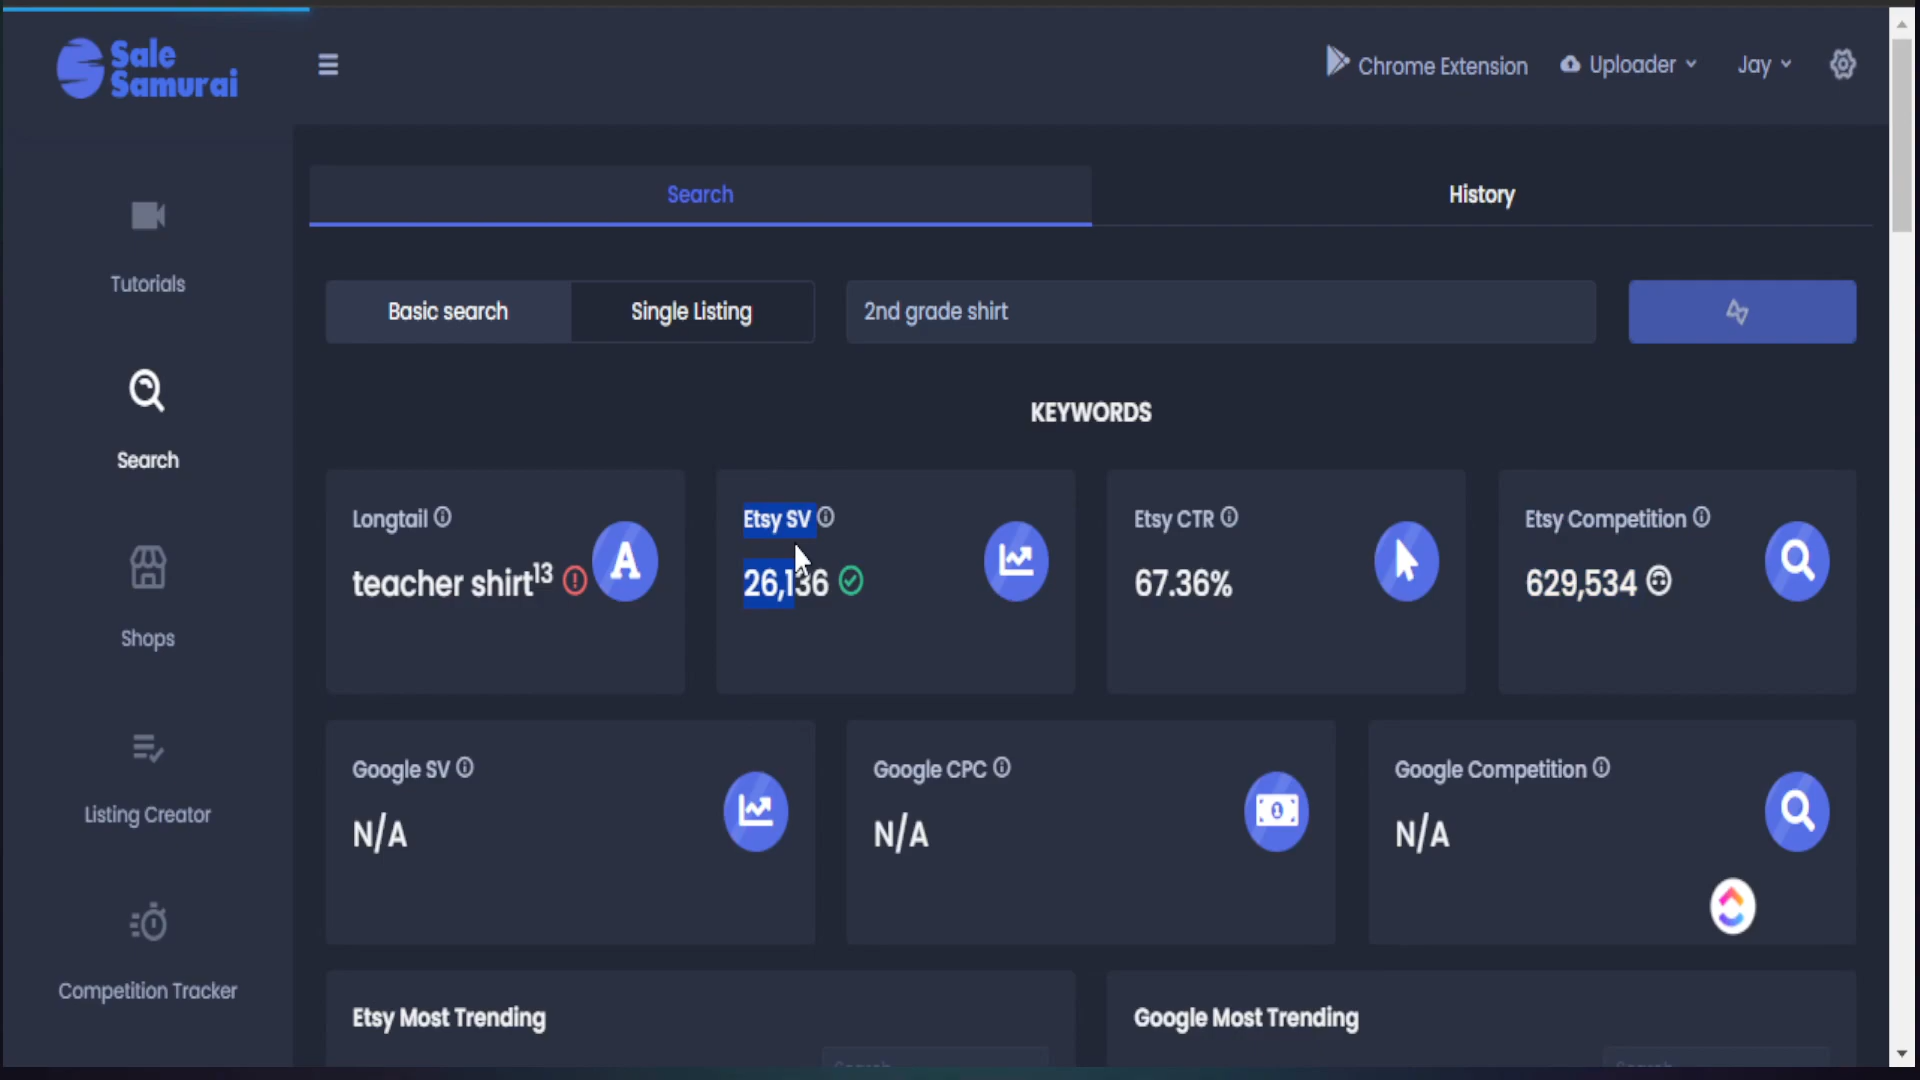 Sale
Samurai
Chrome Extension
Uploader
Jay
Search
History
Tutorials
Basic search
Single Listing
2nd grade shirt
KEYWORDS
Search
Longtail
teacher shirt13
Etsy SV
26,136
Etsy CTR
67.36%
Etsy Competition
629,534
Shops
Google SV
N/A
Google CPC
N/A
Google Competition
N/A
Listing Creator
Competition Tracker
Etsy Most Trending
Google Most Trending
Search
Search